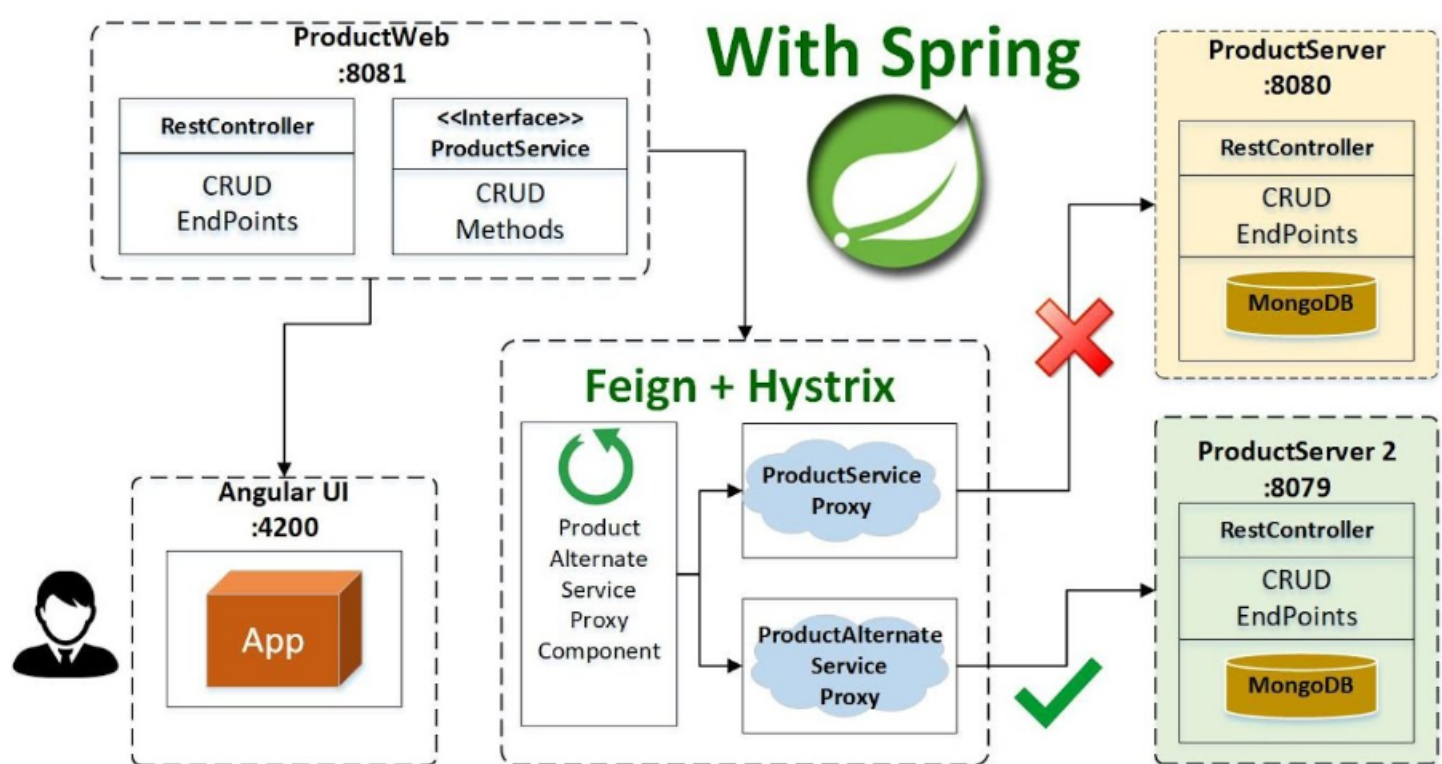 ProductWeb
:8081
RestController
CRUD
EndPoints
<<Interface>>
ProductService
CRUD
Methods
With Spring
ProductServer
:8080
RestController
CRUD
EndPoints
MongoDB
Feign + Hystrix
Product
Alternate
Service
Proxy
Component
ProductService
Proxy
ProductAlternate
Service
Proxy
ProductServer 2
:8079
RestController
CRUD
EndPoints
MongoDB
Angular UI
:4200
App